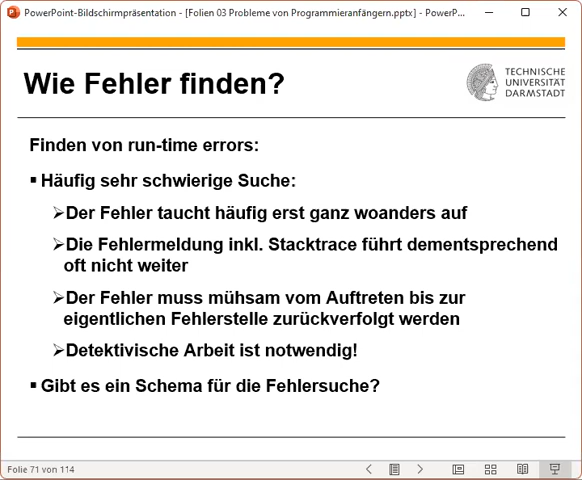 PowerPoint-Bildschirmpräsentation - [Folien 03 Probleme von Programmieranfängern.pptx] - PowerP...
Wie Fehler finden?
TECHNISCHE
UNIVERSITÄT
DARMSTADT
Finden von run-time errors:
▪ Häufig sehr schwierige Suche:
➢Der Fehler taucht häufig erst ganz woanders auf
➢Die Fehlermeldung inkl. Stacktrace führt dementsprechend
oft nicht weiter
➢Der Fehler muss mühsam vom Auftreten bis zur
eigentlichen Fehlerstelle zurückverfolgt werden
➢Detektivische Arbeit ist notwendig!
▪ Gibt es ein Schema für die Fehlersuche?
Folie 71 von 114